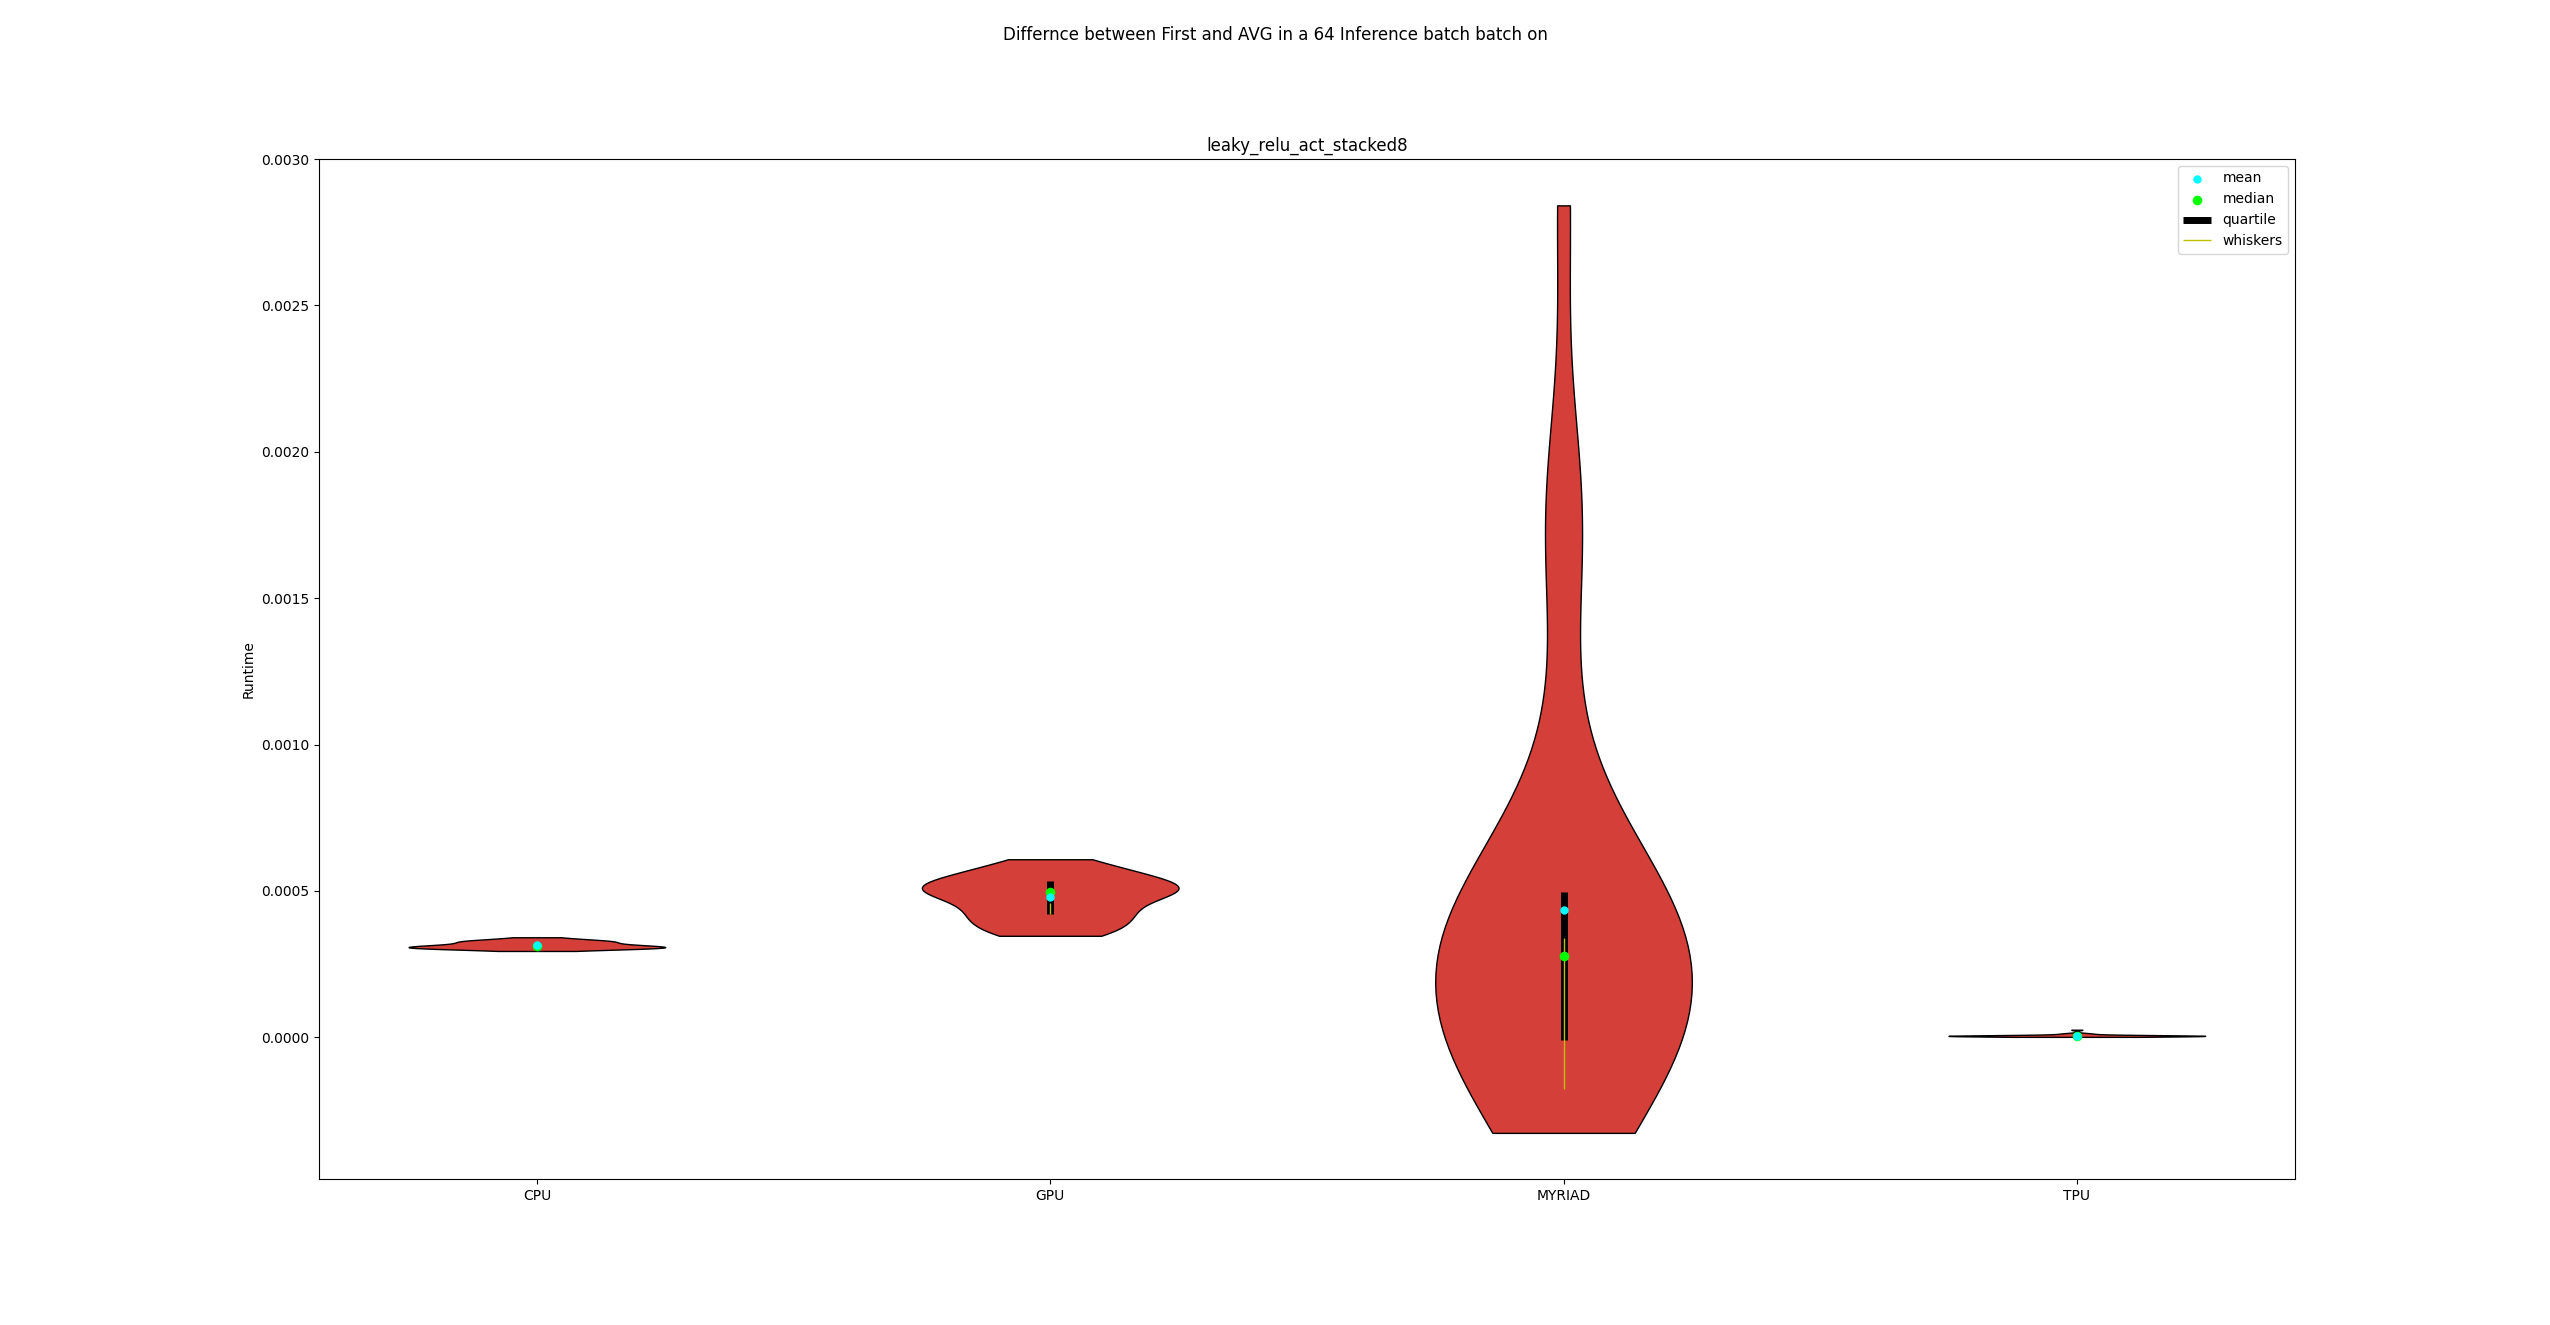 Differnce between First and AVG in a 64 Inference batch batch on
leaky_relu_act_stacked8
mean
median
quartile
whiskers
0.0030
0.0025
0.0020
0.0015
0.0010
0.0005
0.0000
Runtime
CPU GPU MYRIAD TPU